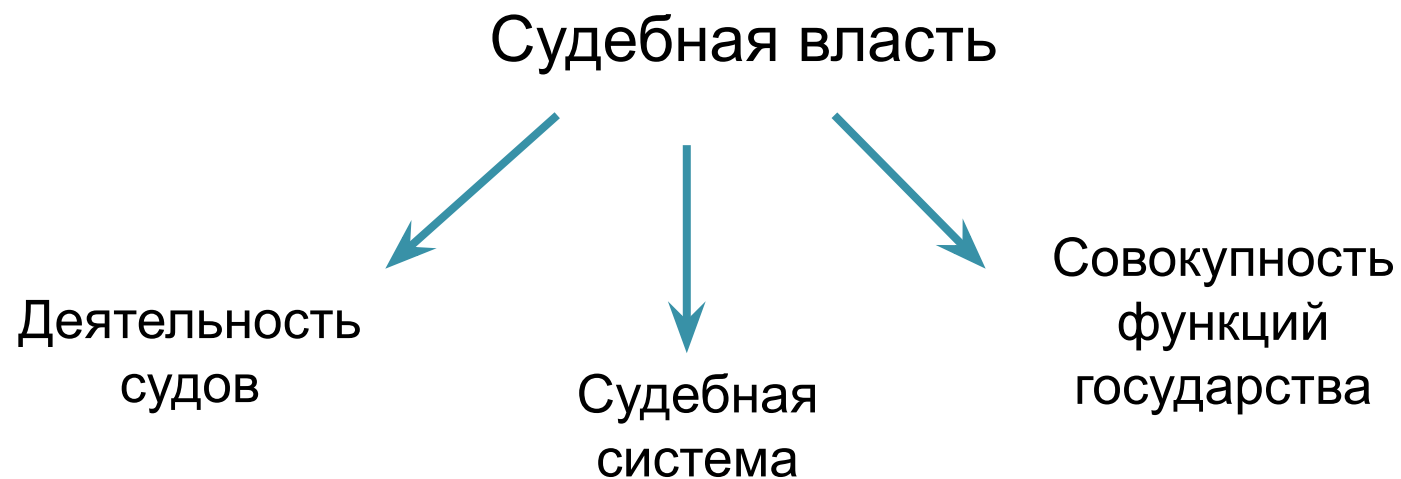 Судебная власть
Деятельность
судов
Судебная
система
Совокупность
функций
государства